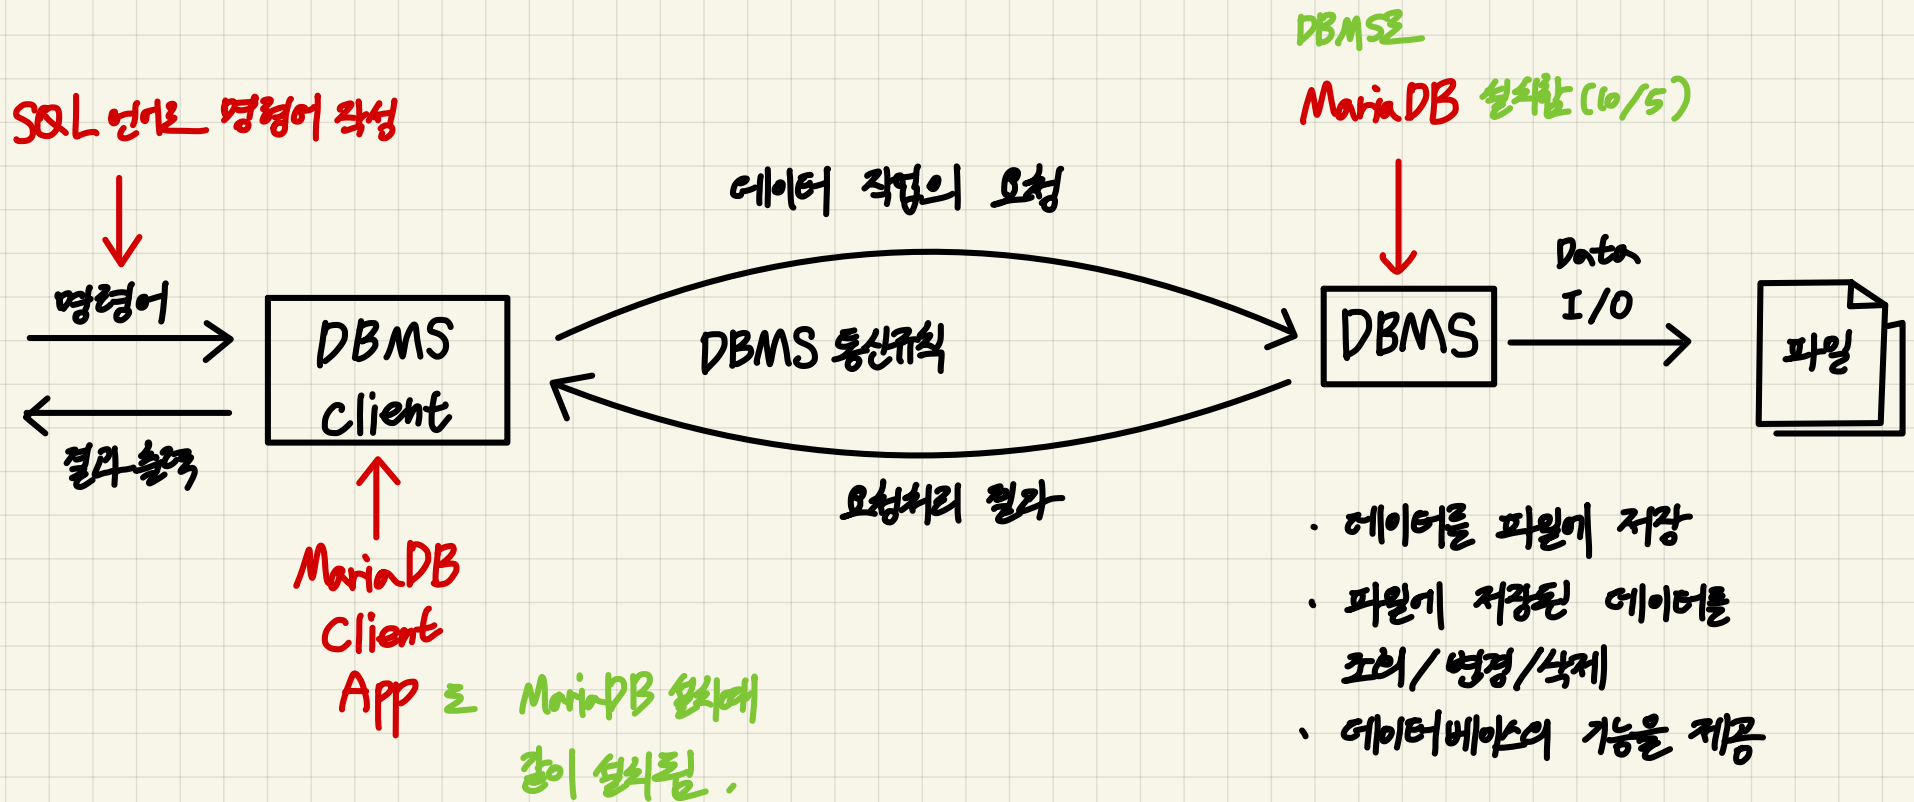 DBMS로
MariaDB 설치함 (10/5)
SQL 언어로 명령어 작성
데이터 작업의 요청
명령어
DBMS
Client
DBMS 통신규칙
DBMS
Data
I/O
파일
결과 출력
요청처리 결과
MariaDB
Client
App 도 MariaDB 설치때
같이 설치됨.
· 데이터를 파일에 저장
· 파일에 저장된 데이터를
조회/변경/삭제
· 데이터베이스의 기능을 제공